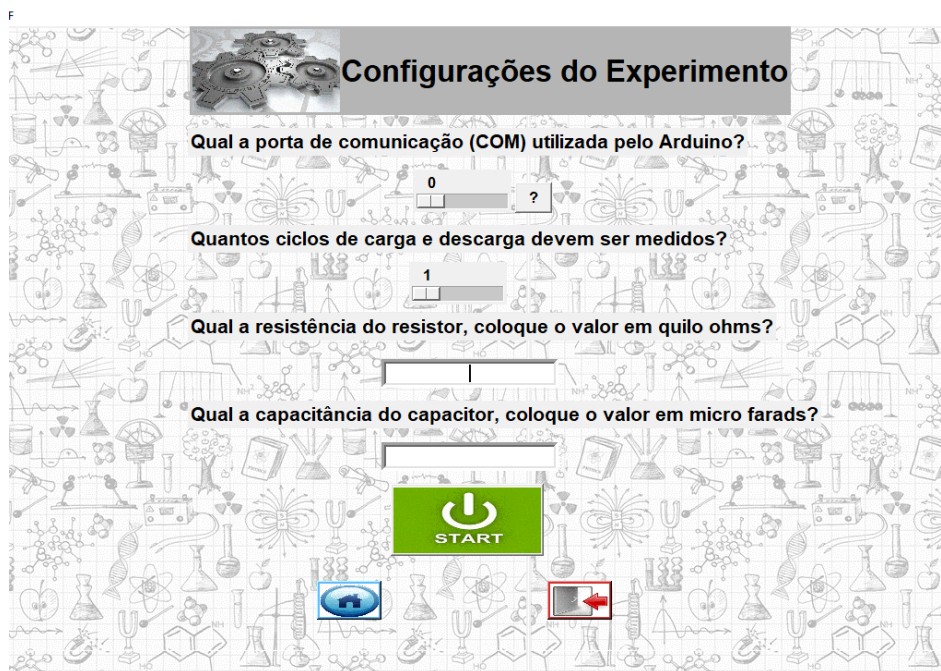 F
Configurações do Experimento
Qual a porta de comunicação (COM) utilizada pelo Arduino?
0
?
Quantos ciclos de carga e descarga devem ser medidos?
1
Qual a resistência do resistor, coloque o valor em quilo ohms?
Qual a capacitância do capacitor, coloque o valor em micro farads?
START